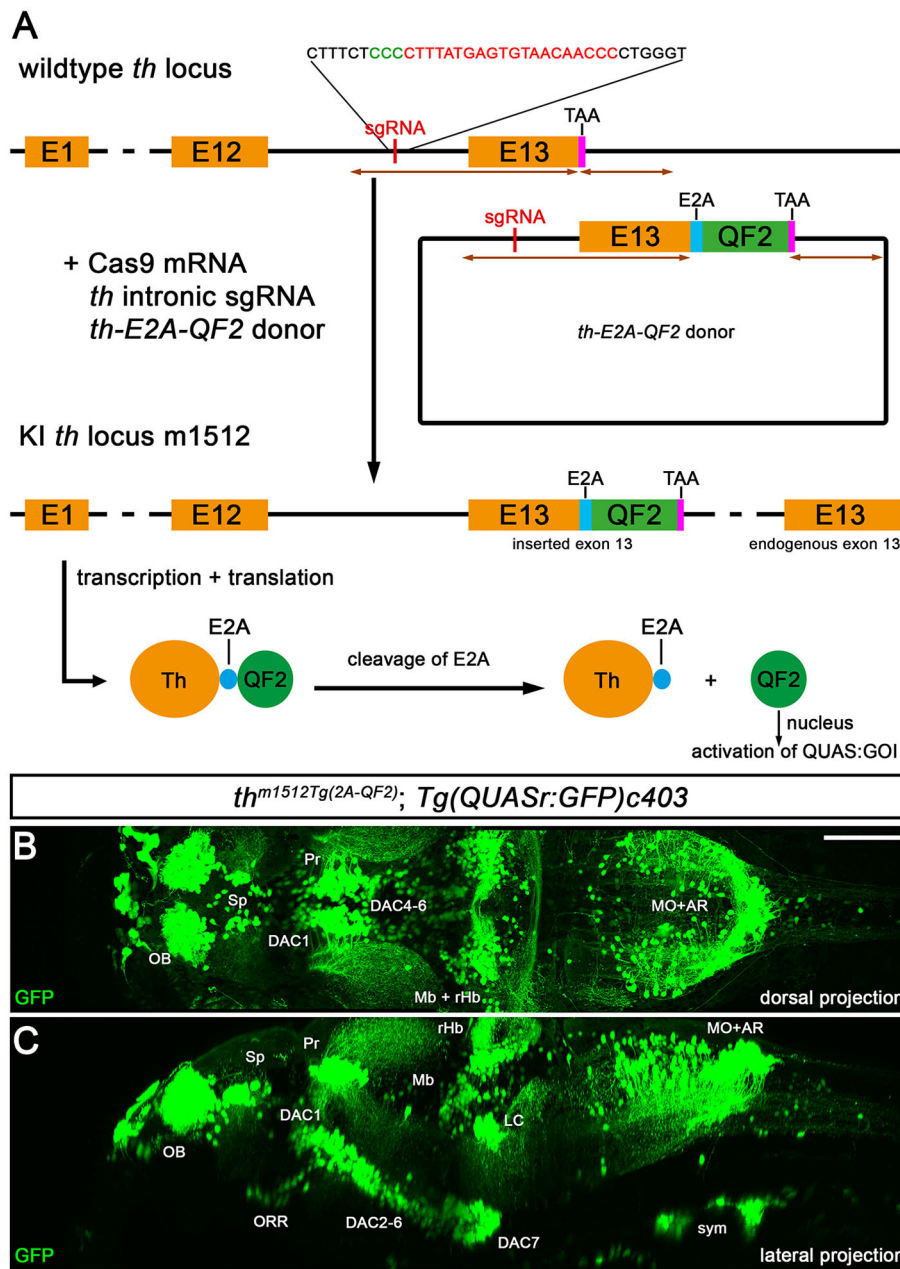 A
CTTTCTCCCCTTTATGAGTGTAACAACCCCTGGGT
wildtype th locus
sgRNA
TAA
E1
E12
E13
E2A
TAA
sgRNA
E13
QF2
+ Cas9 mRNA
th intronic sgRNA
th-E2A-QF2 donor
th-E2A-QF2 donor
KI th locus m1512
E2A
TAA
E1
E12
E13
QF2
E13
inserted exon 13
endogenous exon 13
transcription + translation
E2A
E2A
Th
QF2
cleavage of E2A
Th
+
QF2
nucleus
activation of QUAS:GOI
th^m1512Tg(2A-QF2); Tg(QUASr:GFP)c403
B
Pr
Sp
DAC4-6
MO+AR
DAC1
OB
Mb + rHb
GFP
dorsal projection
C
rHb
MO+AR
Pr
Sp
Mb
DAC1
LC
OB
ORR
DAC2-6
sym
DAC7
GFP
lateral projection